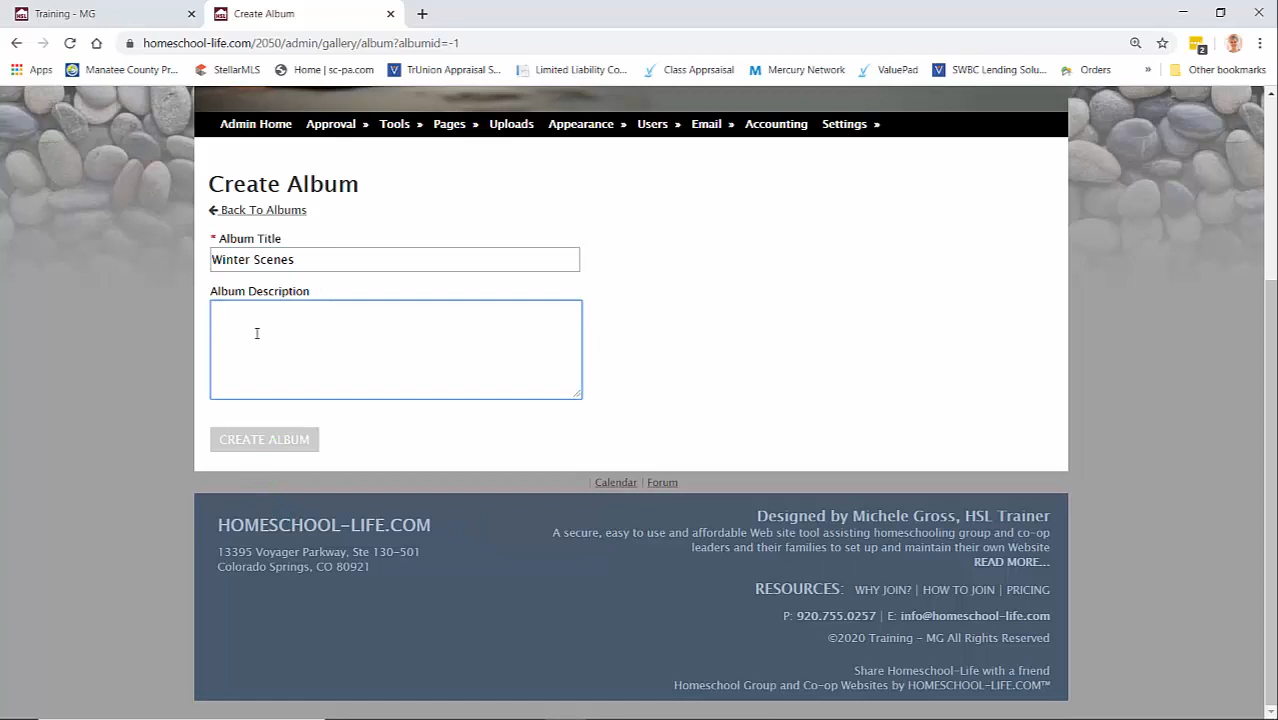 Training - MG
Create Album
homeschool-life.com/2050/admin/gallery/album?albumid=-1
2
Apps
Manatee County Pr...
StellarMLS
Home | sc-pa.com
TrUnion Appraisal S...
Limited Liability Co...
Class Apprsaisal
Mercury Network
ValuePad
SWBC Lending Solu...
Orders
»
Other bookmarks
Admin Home Approval » Tools » Pages » Uploads Appearance » Users » Email » Accounting Settings »
Create Album
Back To Albums
* Album Title
Winter Scenes
Album Description
CREATE ALBUM
| Calendar | Forum
HOMESCHOOL-LIFE.COM
13395 Voyager Parkway, Ste 130-501
Colorado Springs, CO 80921
Designed by Michele Gross, HSL Trainer
A secure, easy to use and affordable Web site tool assisting homeschooling group and co-op
leaders and their families to set up and maintain their own Website
READ MORE...
RESOURCES: WHY JOIN? | HOW TO JOIN | PRICING
P: 920.755.0257 | E: info@homeschool-life.com
©2020 Training - MG All Rights Reserved
Share Homeschool-Life with a friend
Homeschool Group and Co-op Websites by HOMESCHOOL-LIFE.COM™